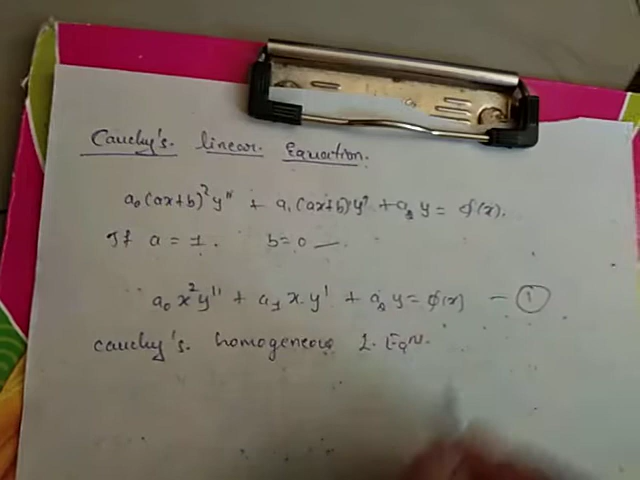 Cauchy's. linear. Equation.
a₀(ax+b)²y'' + a₁(ax+b)y' + a₂y = φ(x).
If a = 1. b=0 —.
a₀x²y'' + a₁x.y' + a₂y = φ(x) — ①
cauchy's. homogeneous L. Eqn.